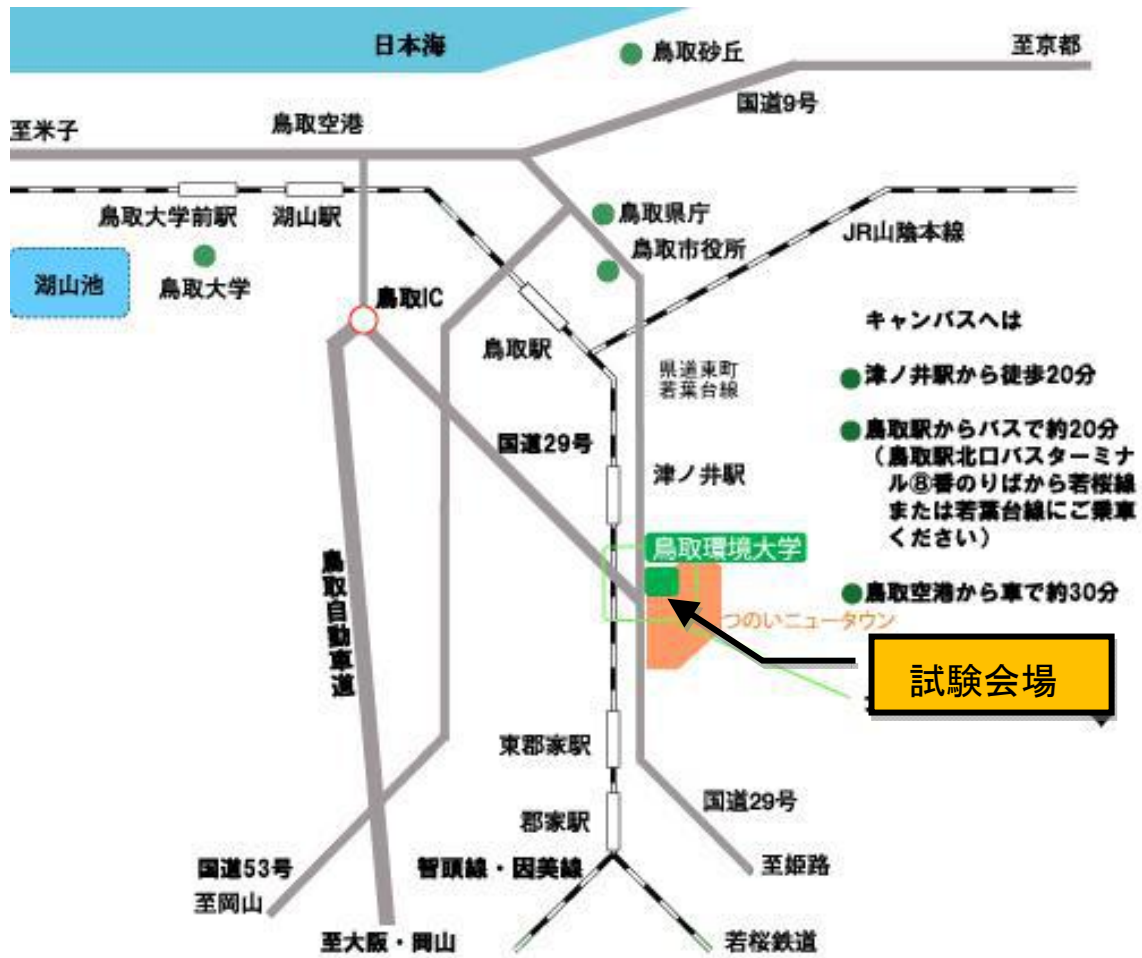 日本海
鳥取砂丘
至京都
国道9号
至米子
鳥取空港
鳥取大学前駅
湖山駅
鳥取県庁
鳥取市役所
JR山陰本線
湖山池
鳥取大学
鳥取IC
鳥取駅
県道東町
若葉台線
キャンパスへは
津ノ井駅から徒歩20分
鳥取駅からバスで約20分
（鳥取駅北口バスターミナ
ル⑧番のりばから若桜線
または若葉台線にご乗車
ください）
鳥取空港から車で約30分
国道29号
津ノ井駅
鳥取環境大学
つのいニュータウン
試験会場
鳥取自動車道
東郡家駅
郡家駅
国道29号
国道53号
至岡山
智頭線・因美線
至姫路
至大阪・岡山
若桜鉄道